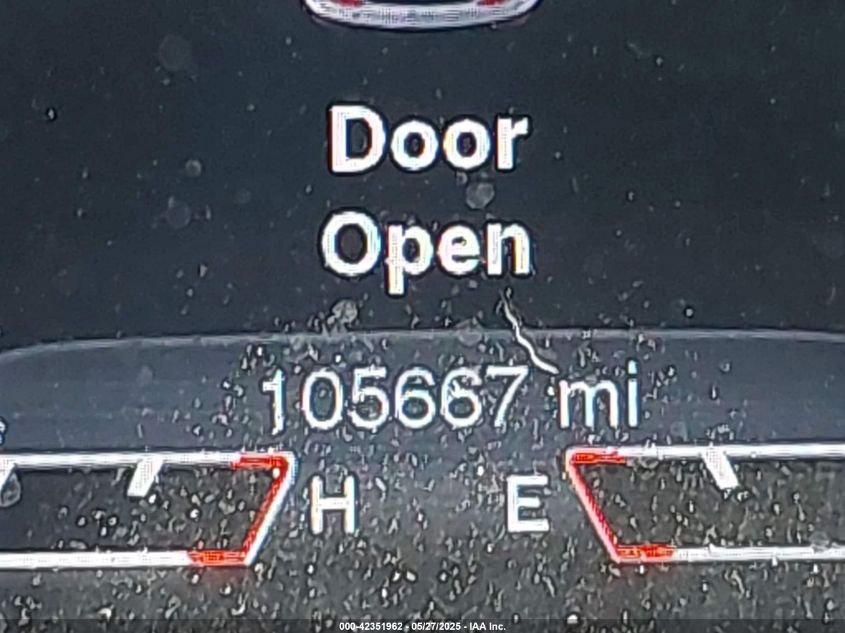 Door
Open
105667 mi
H E
000-42351962 - 05/27/2025 - IAA Inc.